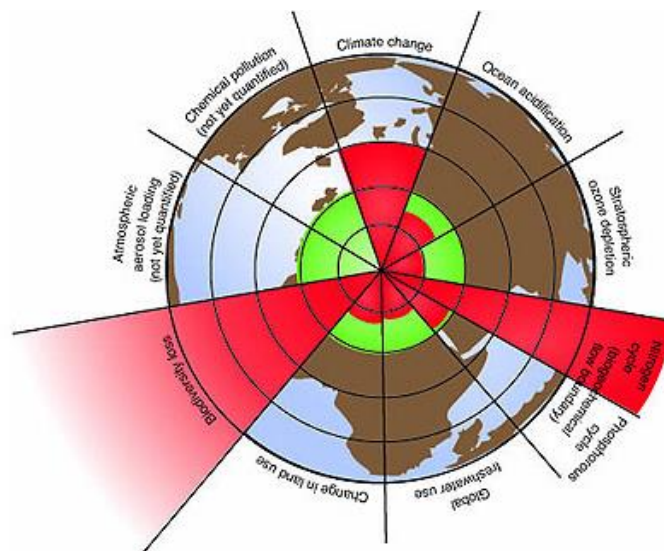 Climate change
Ocean acidification
Stratospheric
ozone depletion
Nitrogen
cycle
(biogeochemical
flow boundary)
Phosphorous
cycle
Global
freshwater use
Change in land use
Biodiversity loss
Atmospheric
aerosol loading
(not yet quantified)
Chemical pollution
(not yet quantified)